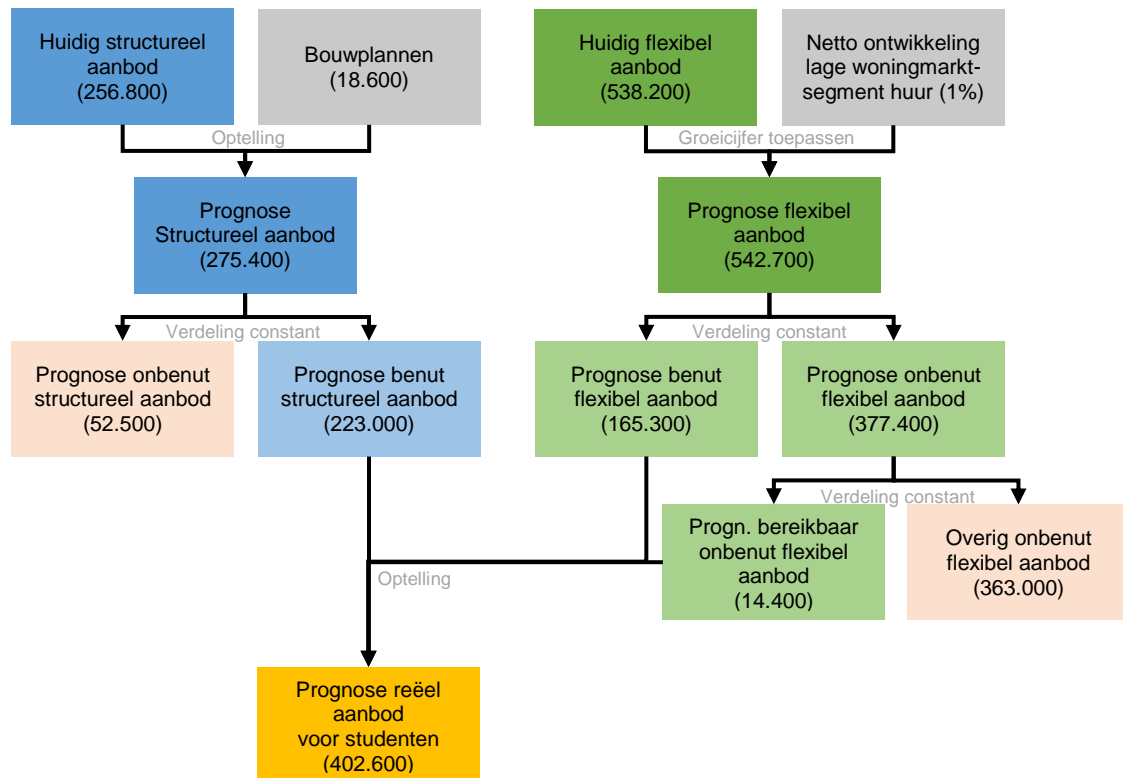 Huidig structureel
aanbod
(256.800)
Bouwplannen
(18.600)
Huidig flexibel
aanbod
(538.200)
Netto ontwikkeling
lage woningmarkt-
segment huur (1%)
Optelling
Groeicijfer toepassen
Prognose
Structureel aanbod
(275.400)
Prognose flexibel
aanbod
(542.700)
Verdeling constant
Verdeling constant
Prognose onbenut
structureel aanbod
(52.500)
Prognose benut
structureel aanbod
(223.000)
Prognose benut
flexibel aanbod
(165.300)
Prognose onbenut
flexibel aanbod
(377.400)
Verdeling constant
Progn. bereikbaar
onbenut flexibel
aanbod
(14.400)
Overig onbenut
flexibel aanbod
(363.000)
Optelling
Prognose reëel
aanbod
voor studenten
(402.600)